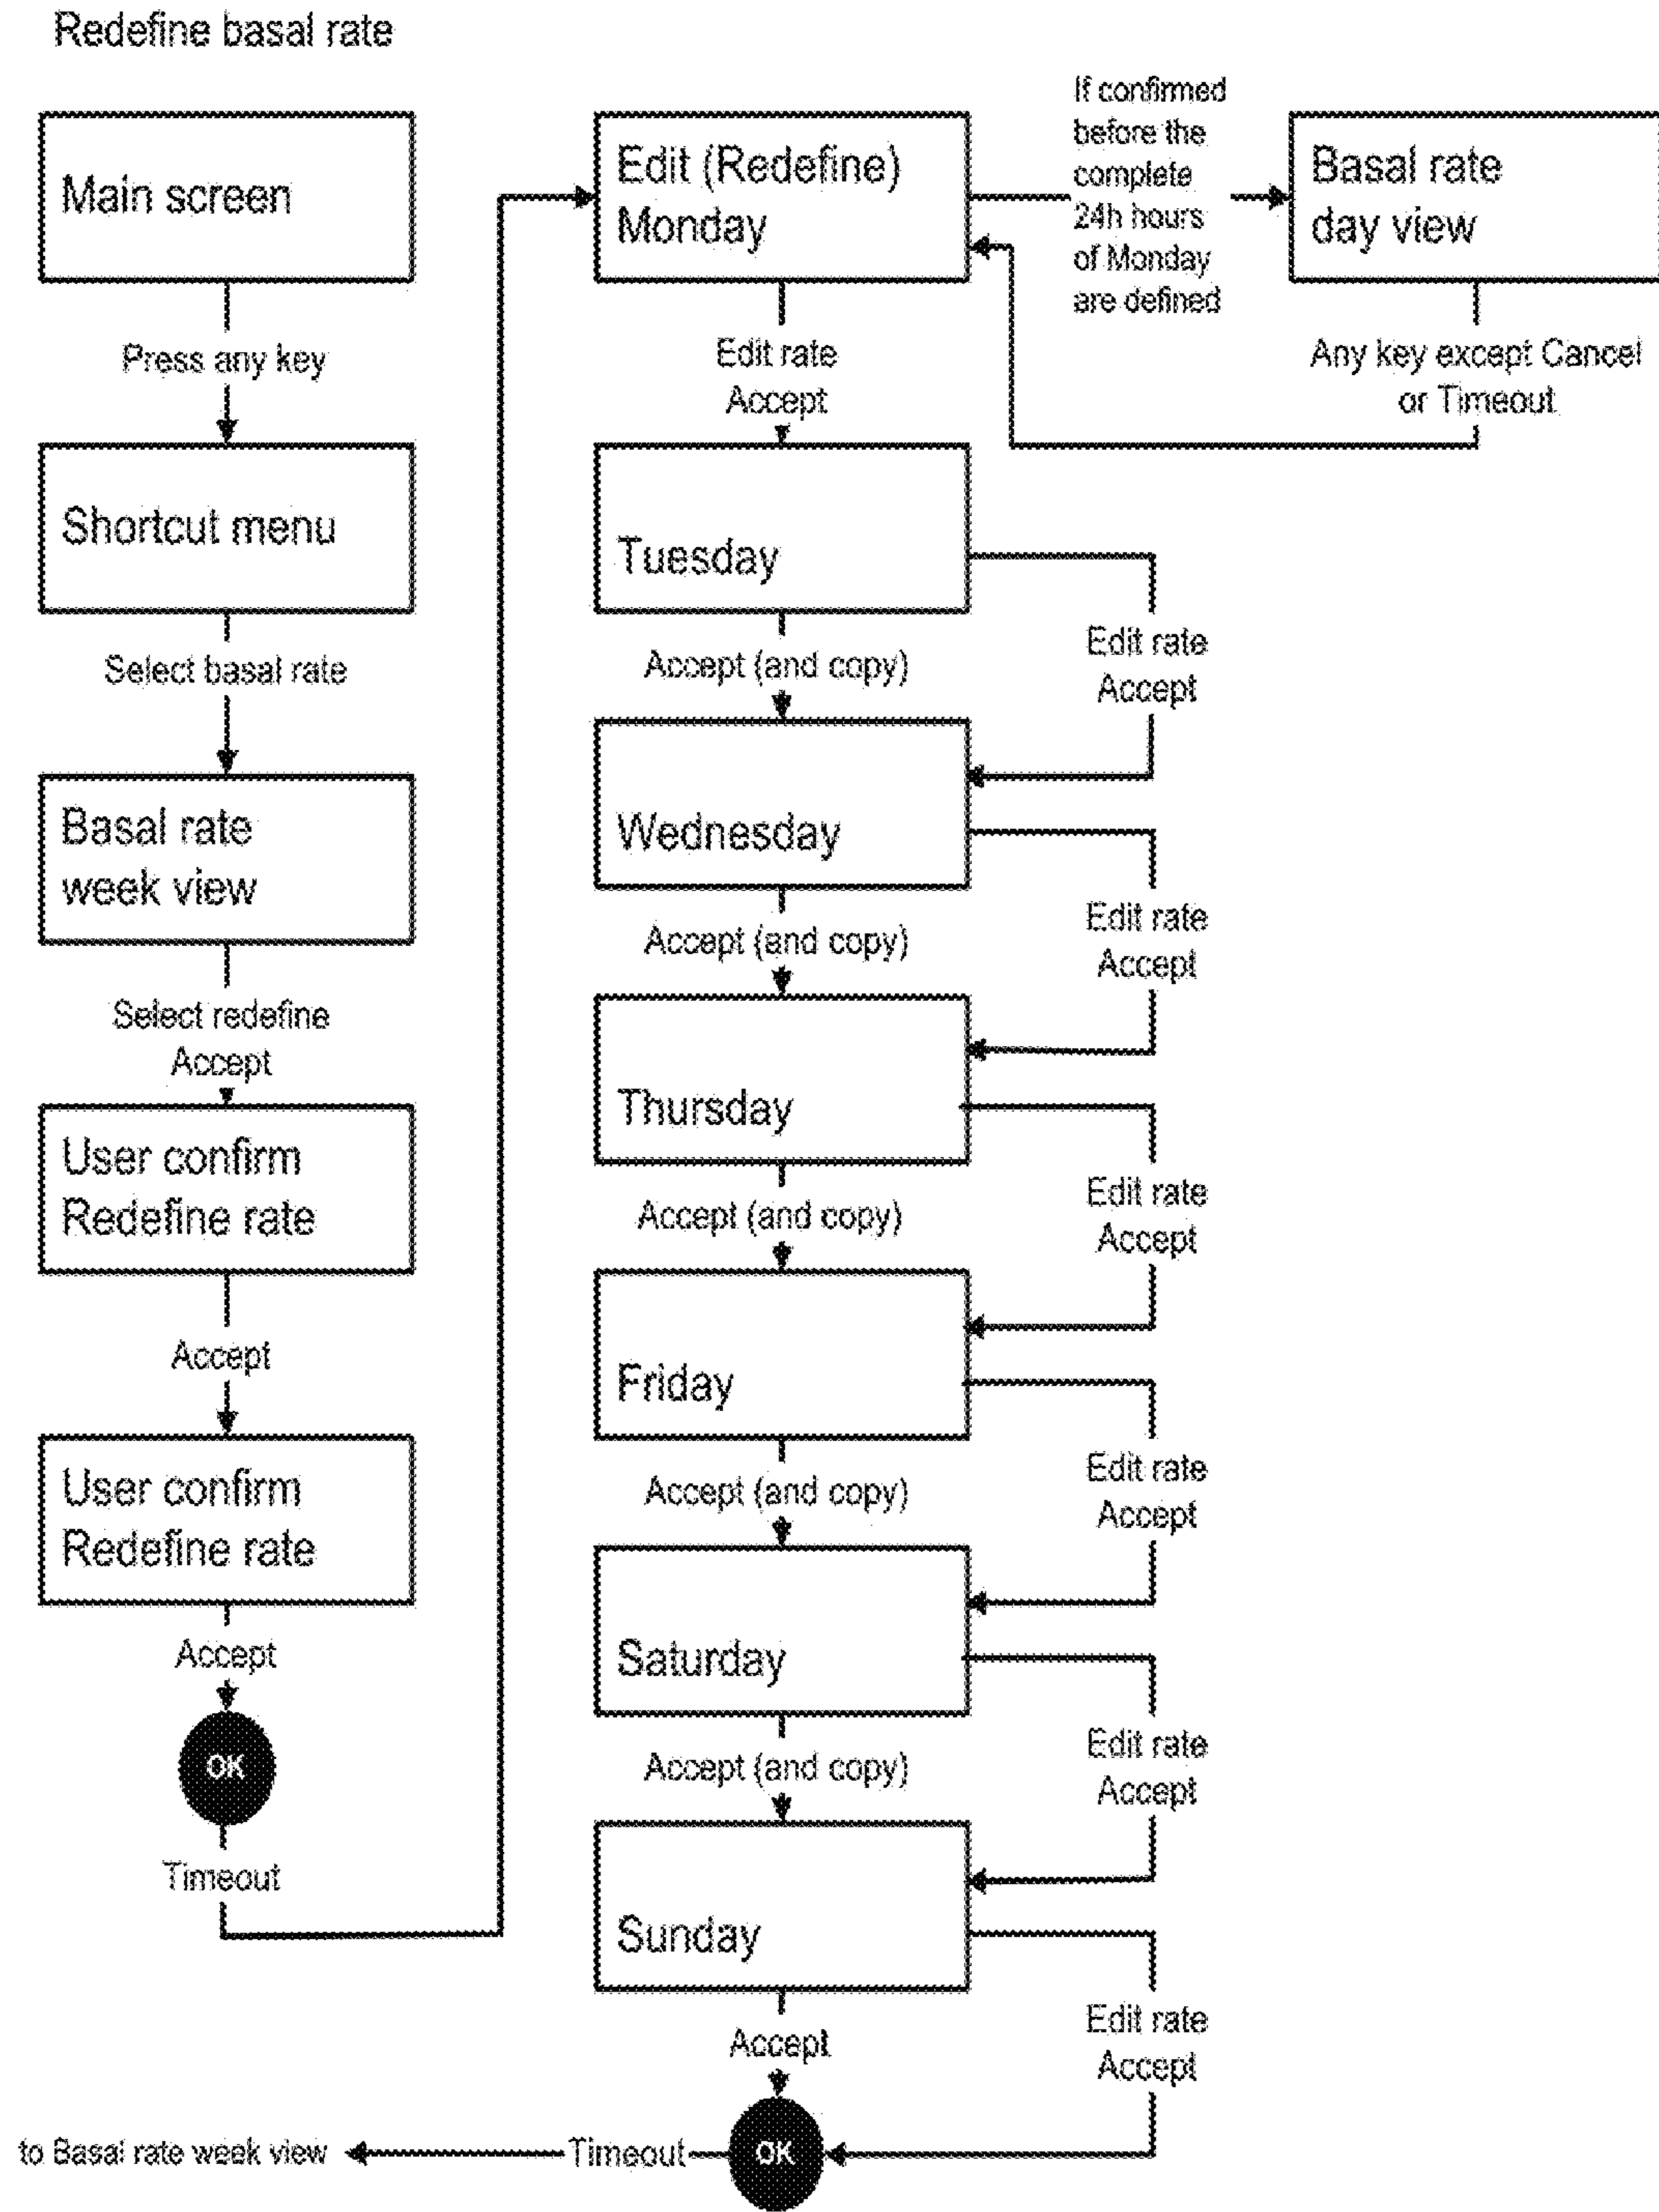 Redefine basal rate
Main screen
Press any key
Shortcut menu
Select basal rate
Basal rate
week view
Select redefine
Accept
User confirm
Redefine rate
Accept
User confirm
Redefine rate
Accept
OK
Timeout
Edit (Redefine)
Monday
If confirmed
before the
complete
24h hours
of Monday
are defined
Basal rate
day view
Any key except Cancel
or Timeout
Edit rate
Accept
Tuesday
Edit rate
Accept
Accept (and copy)
Wednesday
Edit rate
Accept
Accept (and copy)
Thursday
Edit rate
Accept
Accept (and copy)
Friday
Edit rate
Accept
Accept (and copy)
Saturday
Edit rate
Accept
Accept (and copy)
Sunday
Edit rate
Accept
Accept
OK
Timeout
to Basal rate week view